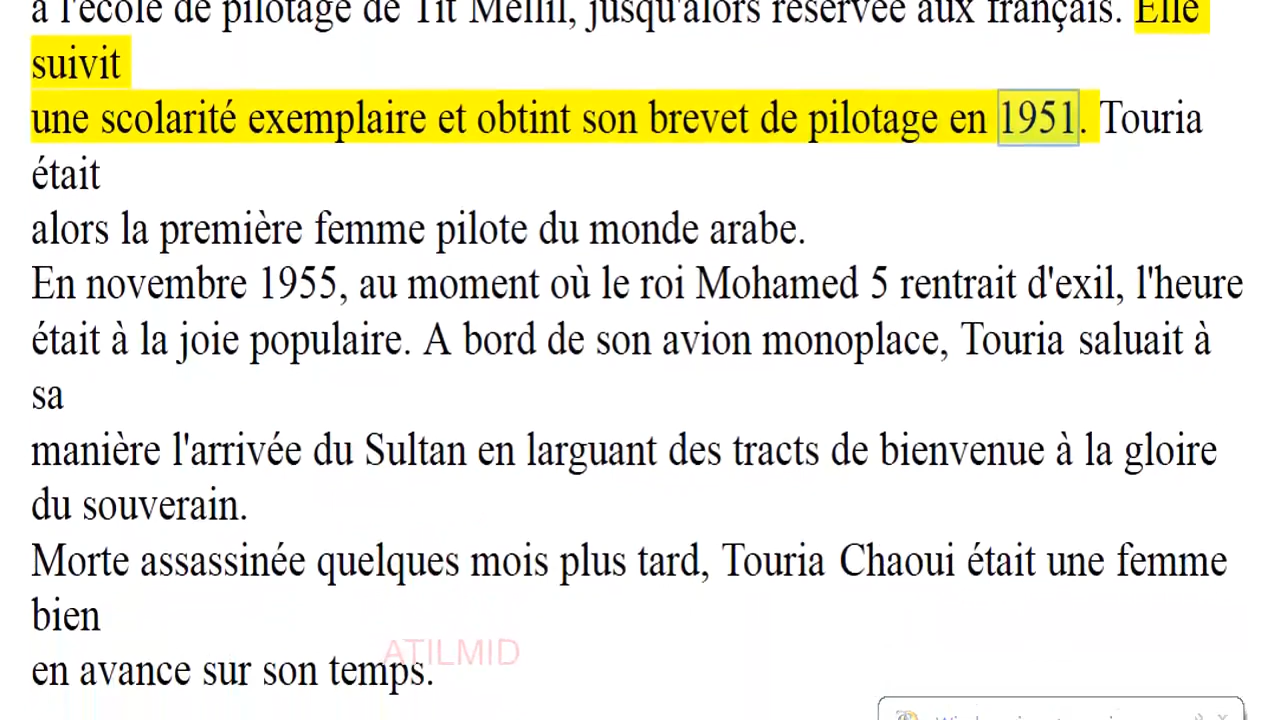 à l'école de pilotage de Tit Mellil, jusqu'alors réservée aux français. Elle
suivit
une scolarité exemplaire et obtint son brevet de pilotage en 1951. Touria
était
alors la première femme pilote du monde arabe.
En novembre 1955, au moment où le roi Mohamed 5 rentrait d'exil, l'heure
était à la joie populaire. A bord de son avion monoplace, Touria saluait à
sa
manière l'arrivée du Sultan en larguant des tracts de bienvenue à la gloire
du souverain.
Morte assassinée quelques mois plus tard, Touria Chaoui était une femme
bien
ATILMID
en avance sur son temps.